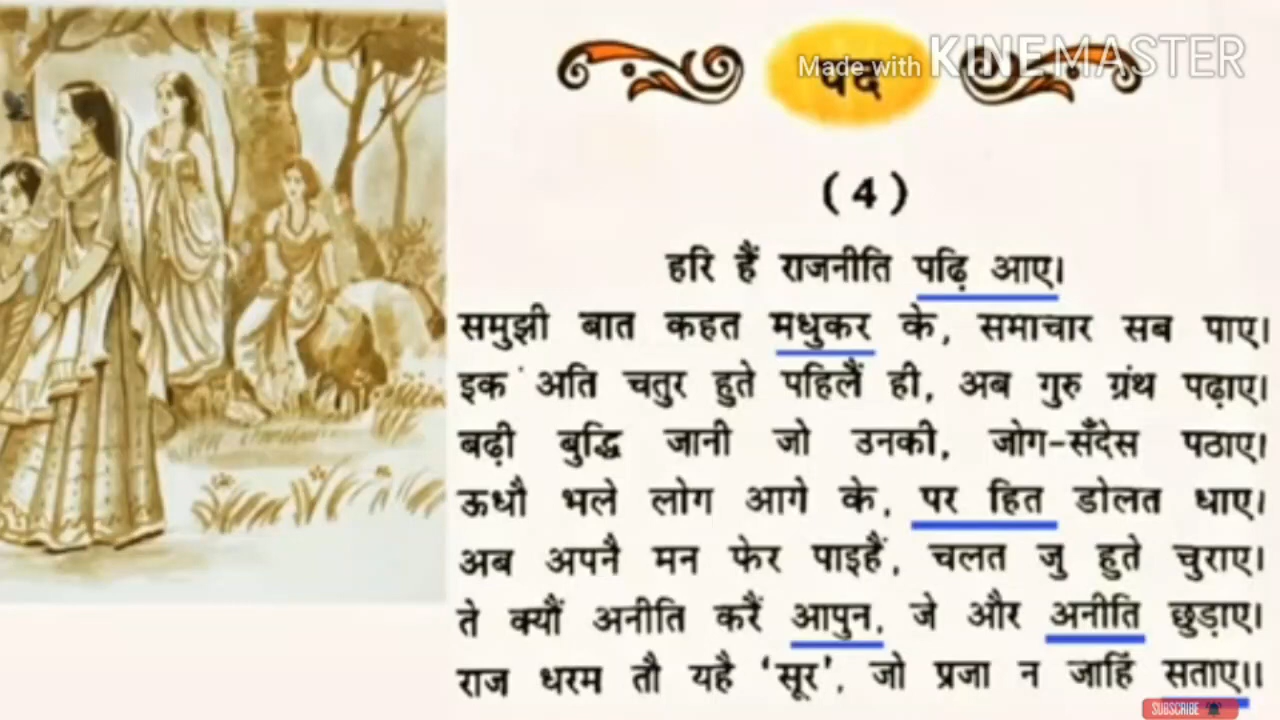 Made with KINEMASTER
पद
(4)
हरि हैं राजनीति पढ़ि आए।
समुझी बात कहत मधुकर के, समाचार सब पाए।
इक अति चतुर हुते पहिलैं ही, अब गुरु ग्रंथ पढ़ाए।
बढ़ी बुद्धि जानी जो उनकी, जोग-सँदेस पठाए।
ऊधौ भले लोग आगे के, पर हित डोलत धाए।
अब अपनै मन फेर पाइहैं, चलत जु हुते चुराए।
ते क्यौं अनीति करैं आपुन, जे और अनीति छुड़ाए।
राज धरम तौ यहै ‘सूर’, जो प्रजा न जाहिं सताए।।
SUBSCRIBE